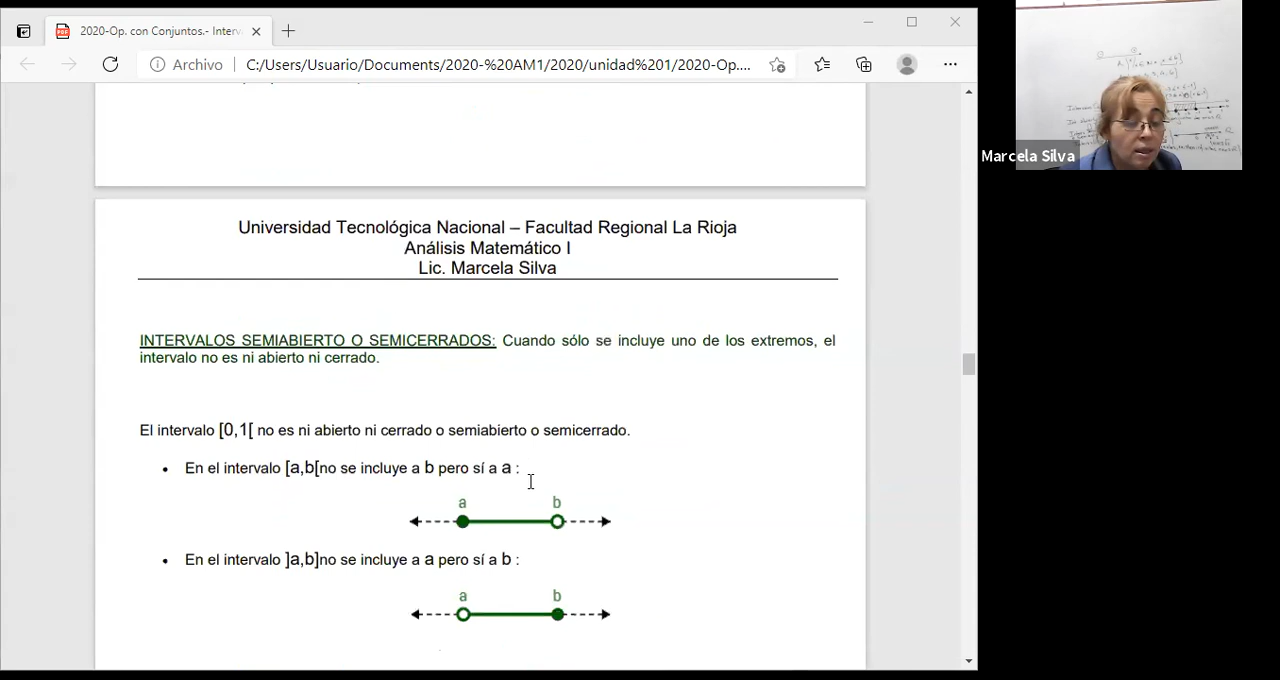 2020-Op. con Conjuntos.- Interv
Archivo
C:/Users/Usuario/Documents/2020-%20AM1/2020/unidad%201/2020-Op....
Marcela Silva
Universidad Tecnológica Nacional – Facultad Regional La Rioja
Análisis Matemático I
Lic. Marcela Silva
INTERVALOS SEMIABIERTO O SEMICERRADOS: Cuando sólo se incluye uno de los extremos, el
intervalo no es ni abierto ni cerrado.
El intervalo [0,1[ no es ni abierto ni cerrado o semiabierto o semicerrado.
• En el intervalo [a,b[no se incluye a b pero sí a a :
a b
• En el intervalo ]a,b]no se incluye a a pero sí a b :
a b